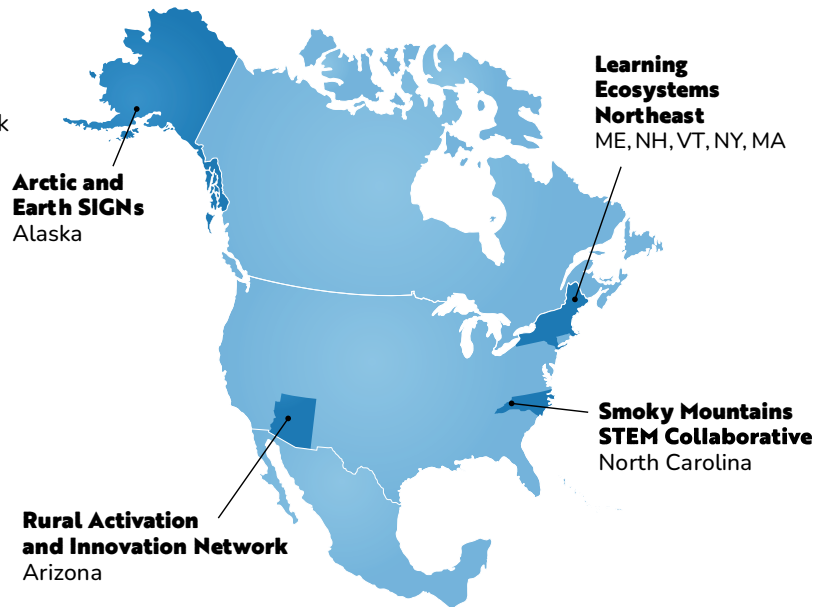 Learning
Ecosystems
Northeast
ME, NH, VT, NY, MA
k
Arctic and
Earth SIGNs
Alaska
Smoky Mountains
STEM Collaborative
North Carolina
Rural Activation
and Innovation Network
Arizona